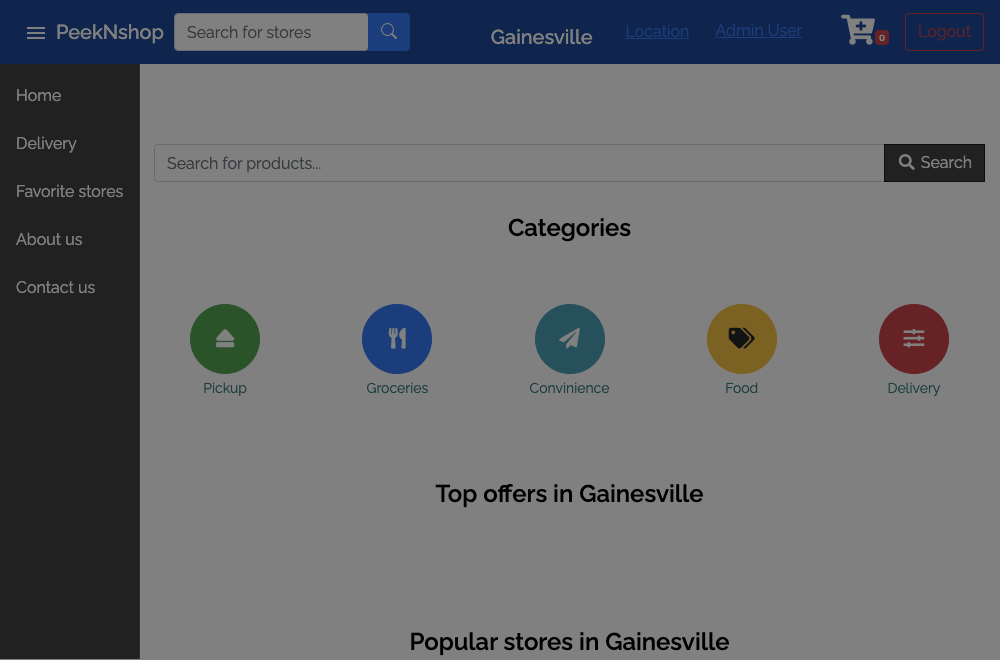 PeekNshop
Search for stores
Gainesville
Location
Admin User
0
Logout
Home
Delivery
Favorite stores
About us
Contact us
Search for products...
Search
Categories
Pickup
Groceries
Convinience
Food
Delivery
Top offers in Gainesville
Popular stores in Gainesville